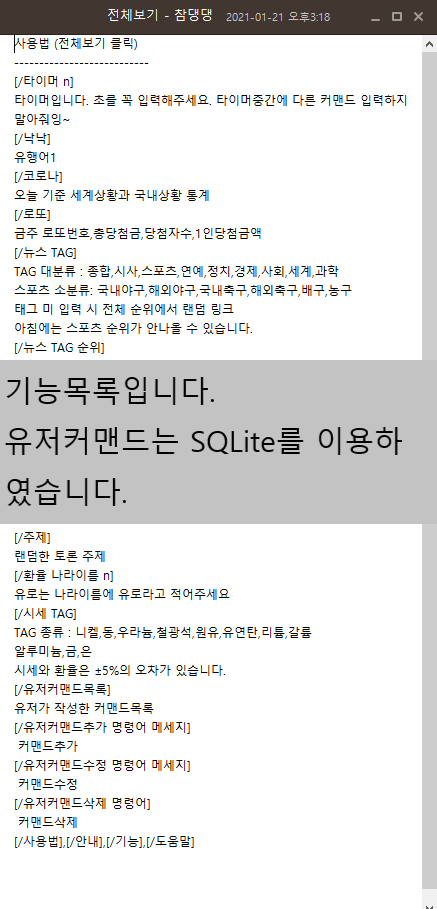 전체보기 - 참댕댕 2021-01-21 오후3:18
사용법 (전체보기 클릭)
---------------------------
[/타이머 n]
타이머입니다. 초를 꼭 입력해주세요. 타이머중간에 다른 커맨드 입력하지
말아줘잉~
[/낙낙]
유행어1
[/코로나]
오늘 기준 세계상황과 국내상황 통계
[/로또]
금주 로또번호,총당첨금,당첨자수,1인당첨금액
[/뉴스 TAG]
TAG 대분류 : 종합,시사,스포츠,연예,정치,경제,사회,세계,과학
스포츠 소분류: 국내야구,해외야구,국내축구,해외축구,배구,농구
태그 미 입력 시 전체 순위에서 랜덤 링크
아침에는 스포츠 순위가 안나올 수 있습니다.
[/뉴스 TAG 순위]
기능목록입니다.
유저커맨드는 SQLite를 이용하
였습니다.
[/주제]
랜덤한 토론 주제
[/환율 나라이름 n]
유로는 나라이름에 유로라고 적어주세요
[/시세 TAG]
TAG 종류 : 니켈,동,우라늄,철광석,원유,유연탄,리튬,갈륨
알루미늄,금,은
시세와 환율은 ±5%의 오차가 있습니다.
[/유저커맨드목록]
유저가 작성한 커맨드목록
[/유저커맨드추가 명령어 메세지]
커맨드추가
[/유저커맨드수정 명령어 메세지]
커맨드수정
[/유저커맨드삭제 명령어]
커맨드삭제
[/사용법],[/안내],[/기능],[/도움말]